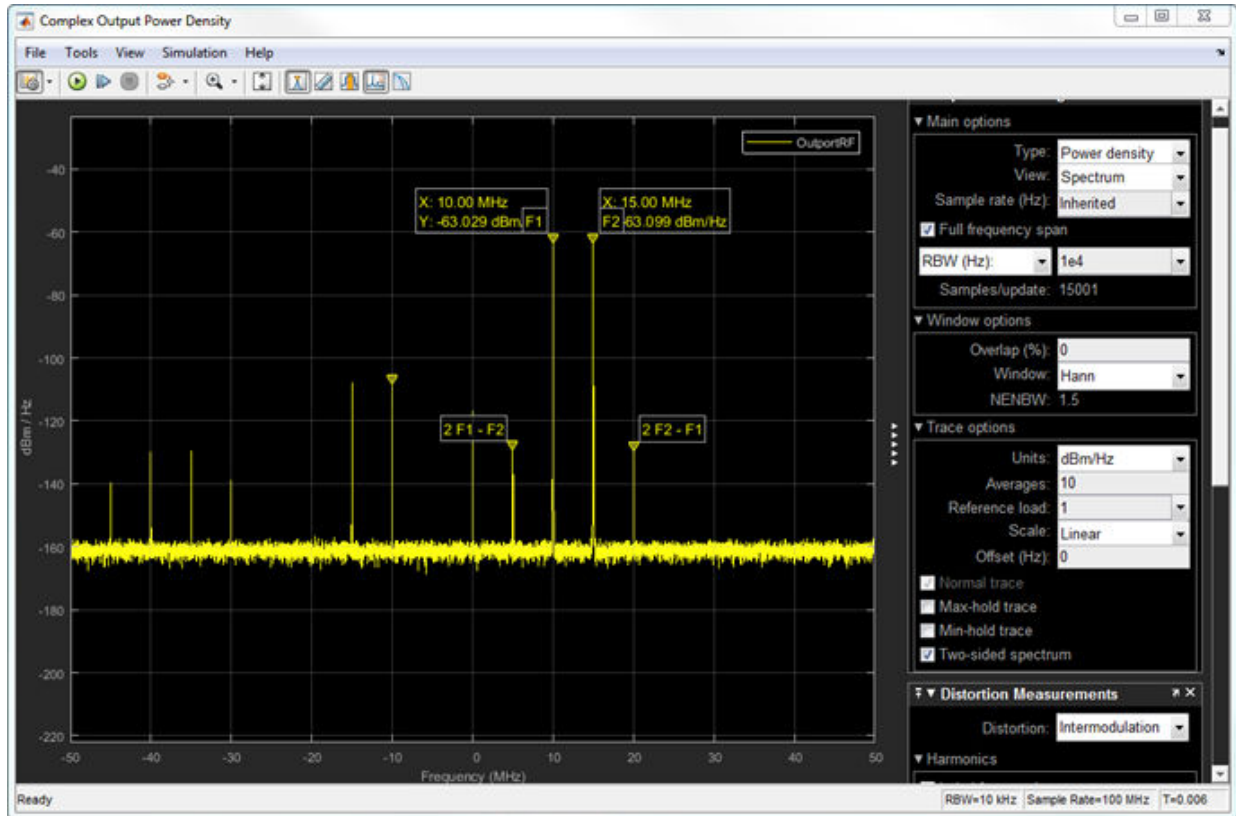 Complex Output Power Density
File Tools View Simulation Help
OutportRF
X: 10.00 MHz
Y: -63.029 dBm
F1
X: 15.00 MHz
F2
63.099 dBm/Hz
2 F1 - F2
2 F2 - F1
dBm / Hz
-40
-60
-80
-100
-120
-140
-160
-180
-200
-220
-50 -40 -30 -20 -10 0 10 20 30 40 50
Frequency (MHz)
Main options
Type: Power density
View: Spectrum
Sample rate (Hz): Inherited
Full frequency span
RBW (Hz): 1e4
Samples/update: 15001
Window options
Overlap (%): 0
Window: Hann
NENBW: 1.5
Trace options
Units: dBm/Hz
Averages: 10
Reference load: 1
Scale: Linear
Offset (Hz): 0
Normal trace
Max-hold trace
Min-hold trace
Two-sided spectrum
Distortion Measurements
Distortion: Intermodulation
Harmonics
Ready
RBW=10 kHz Sample Rate=100 MHz T=0.006